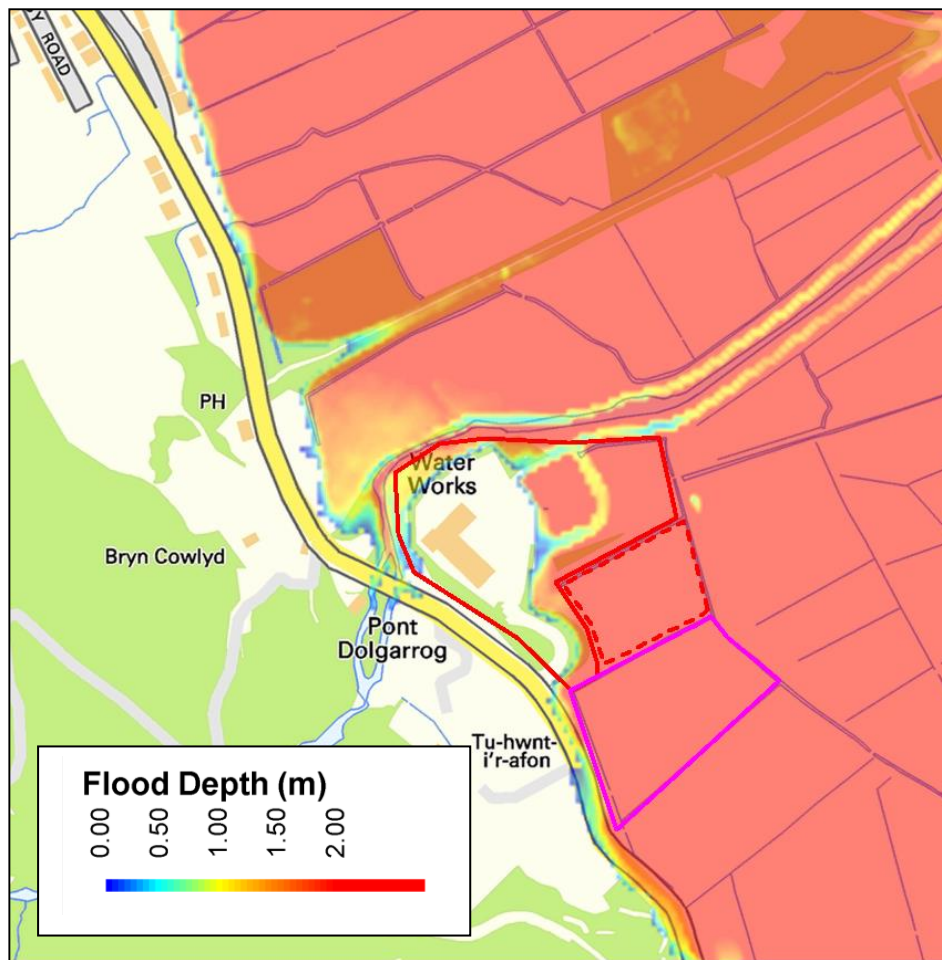 Y ROAD
PH
Water
Works
Bryn Cowlyd
Pont
Dolgarrog
Tu-hwnt-
i'r-afon
Flood Depth (m)
0.00
0.50
1.00
1.50
2.00